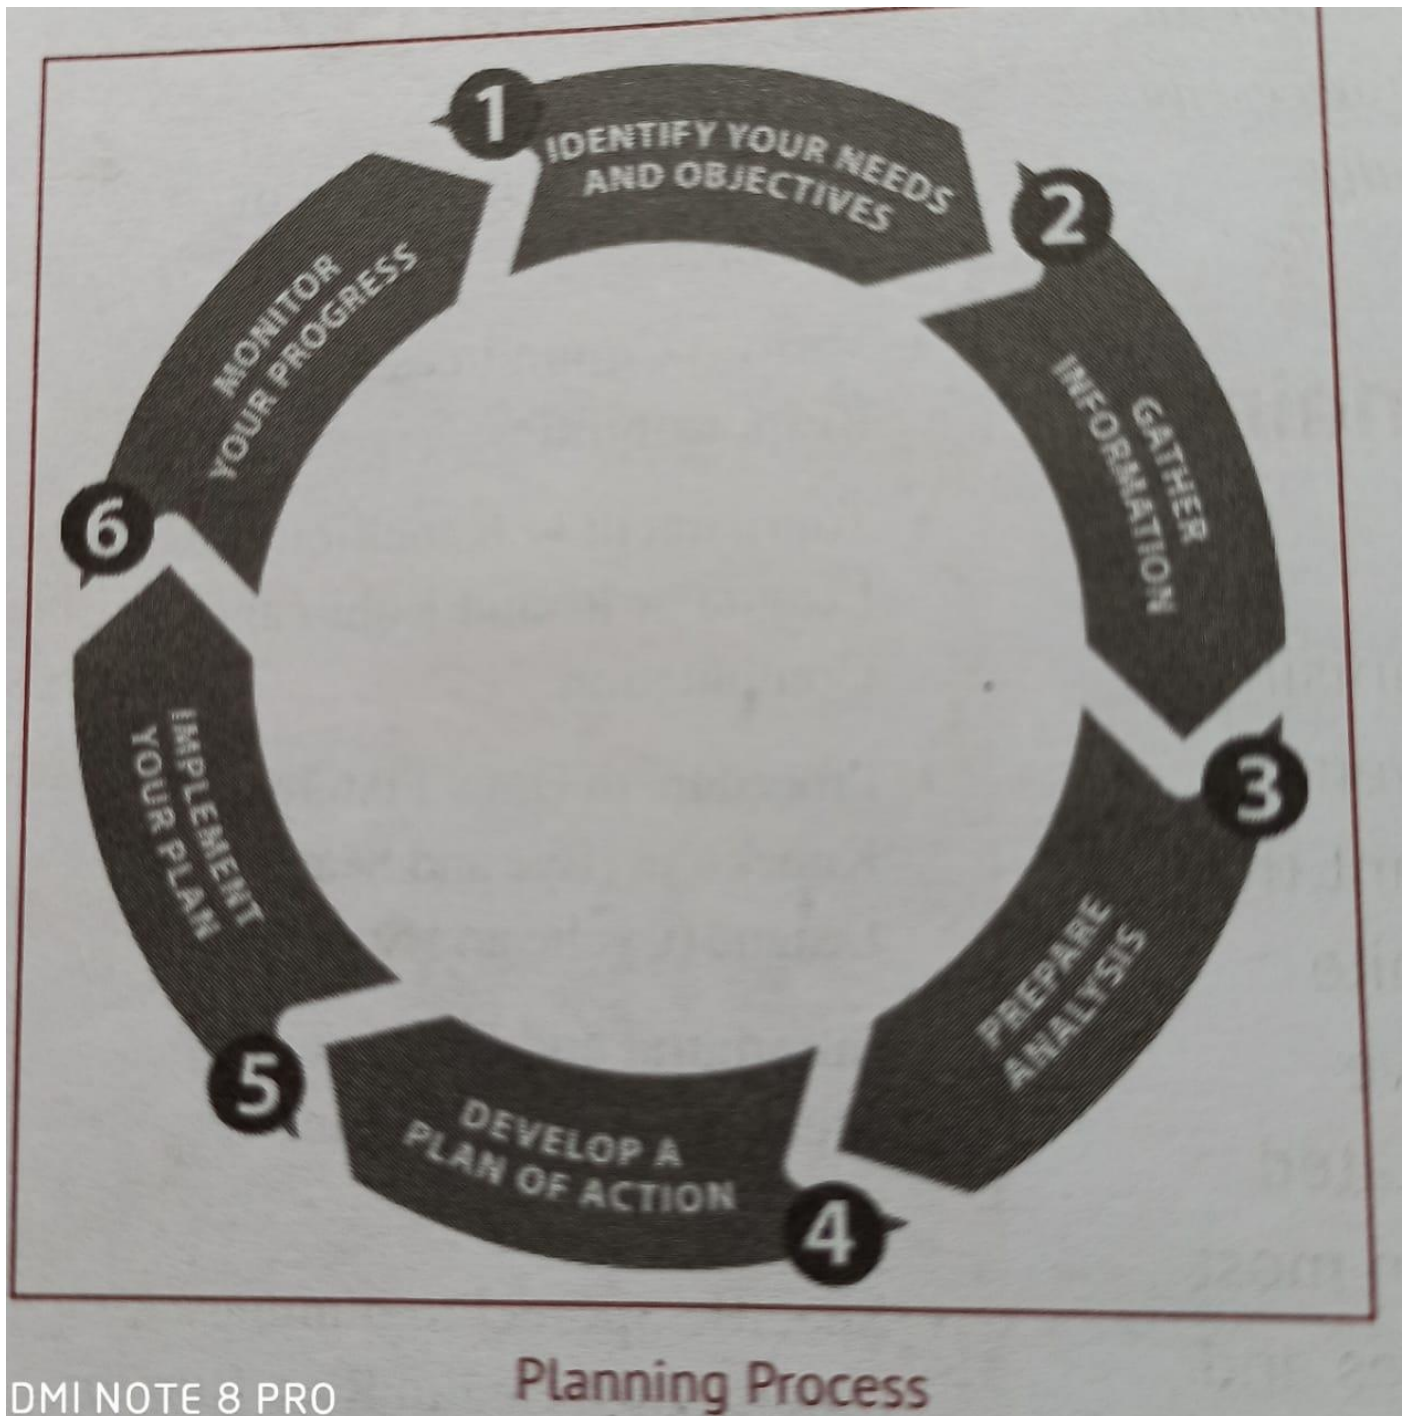 1
IDENTIFY YOUR NEEDS
AND OBJECTIVES
2
GATHER
INFORMATION
3
PREPARE
ANALYSIS
4
DEVELOP A
PLAN OF ACTION
5
IMPLEMENT
YOUR PLAN
6
MONITOR
YOUR PROGRESS
Planning Process
DMI NOTE 8 PRO